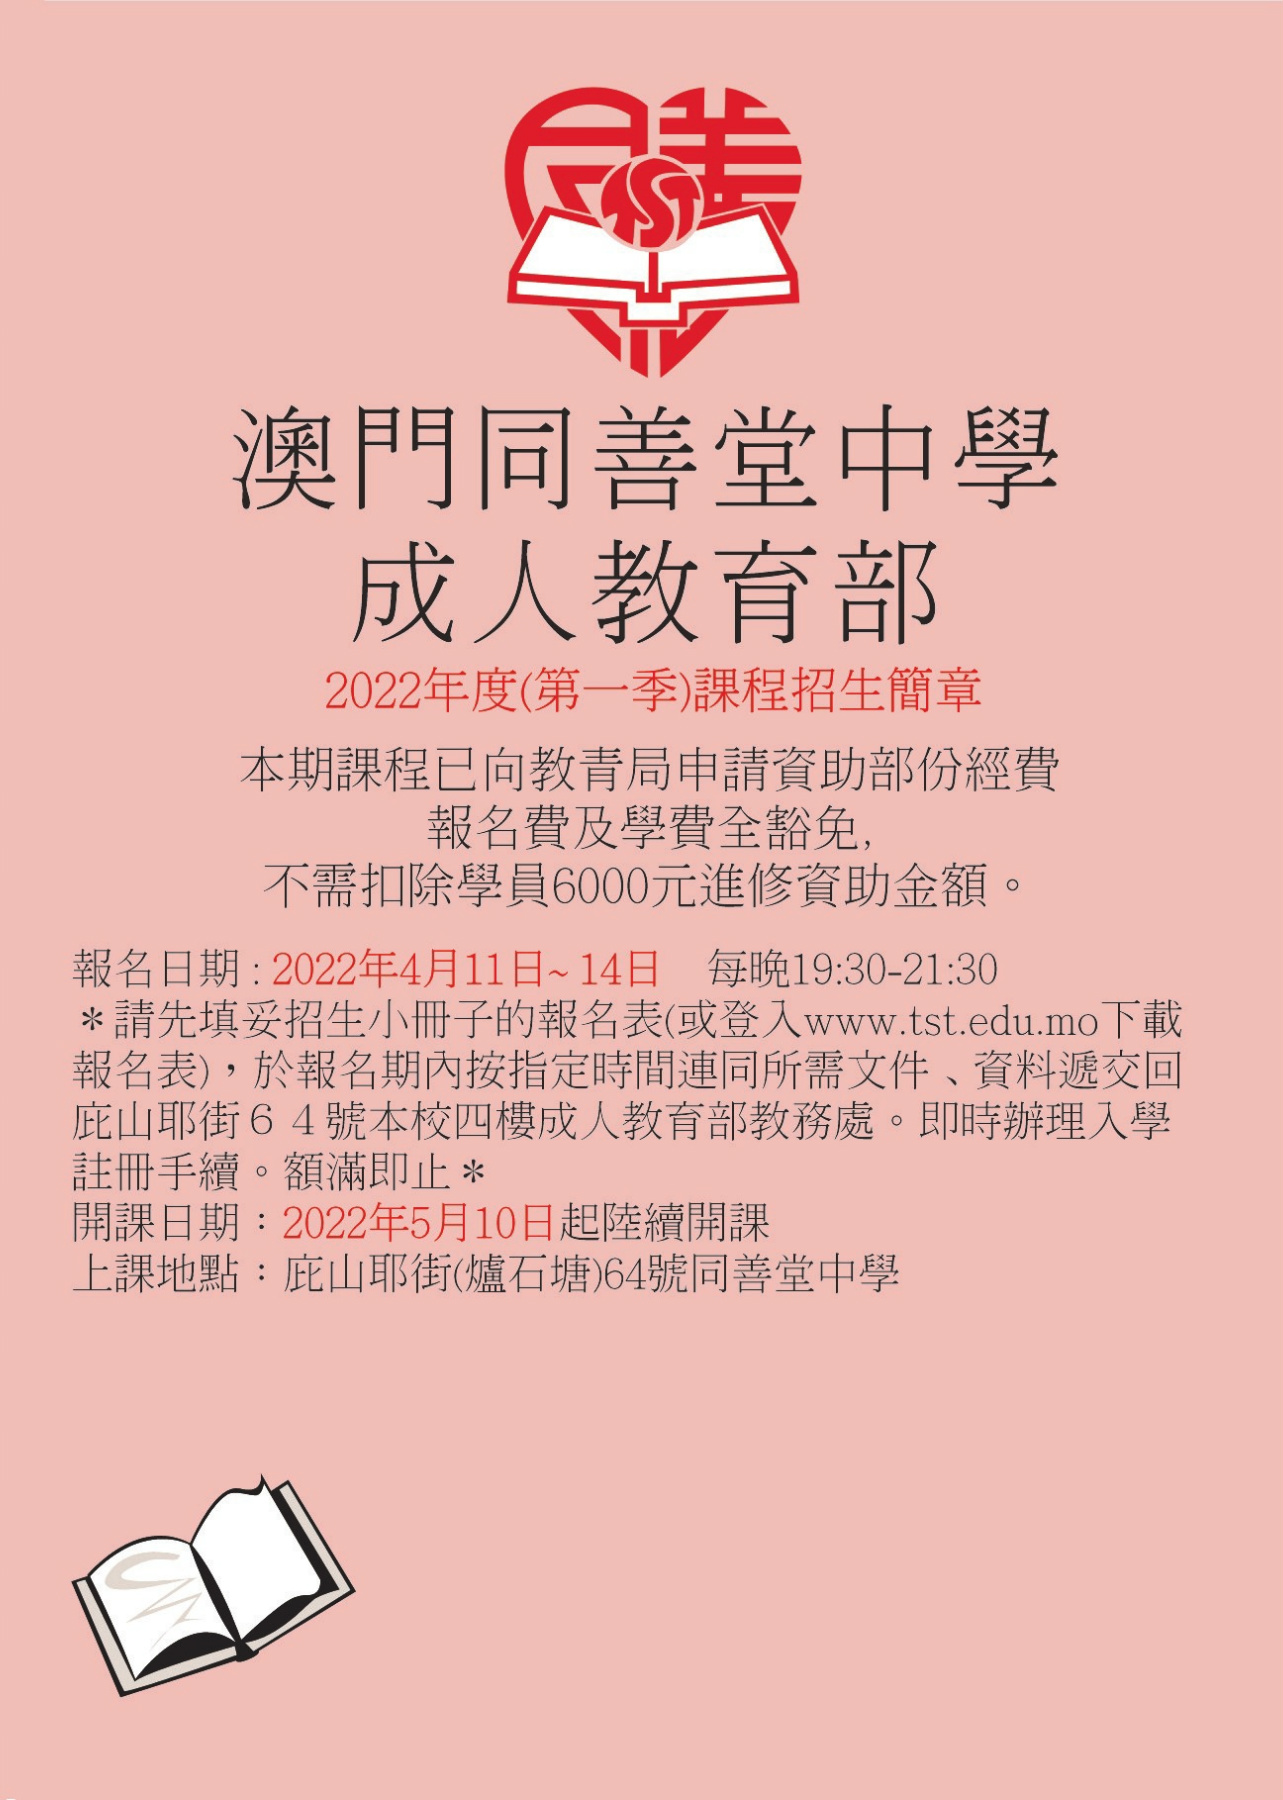 同善
TST
澳門同善堂中學
成人教育部
2022年度(第一季)課程招生簡章
本期課程已向教青局申請資助部份經費
報名費及學費全豁免,
不需扣除學員6000元進修資助金額。
報名日期 : 2022年4月11日~ 14日 每晚19:30-21:30
＊請先填妥招生小冊子的報名表(或登入www.tst.edu.mo下載
報名表)，於報名期內按指定時間連同所需文件、資料遞交回
庇山耶街６４號本校四樓成人教育部教務處。即時辦理入學
註冊手續。額滿即止＊
開課日期：2022年5月10日起陸續開課
上課地點：庇山耶街(爐石塘)64號同善堂中學